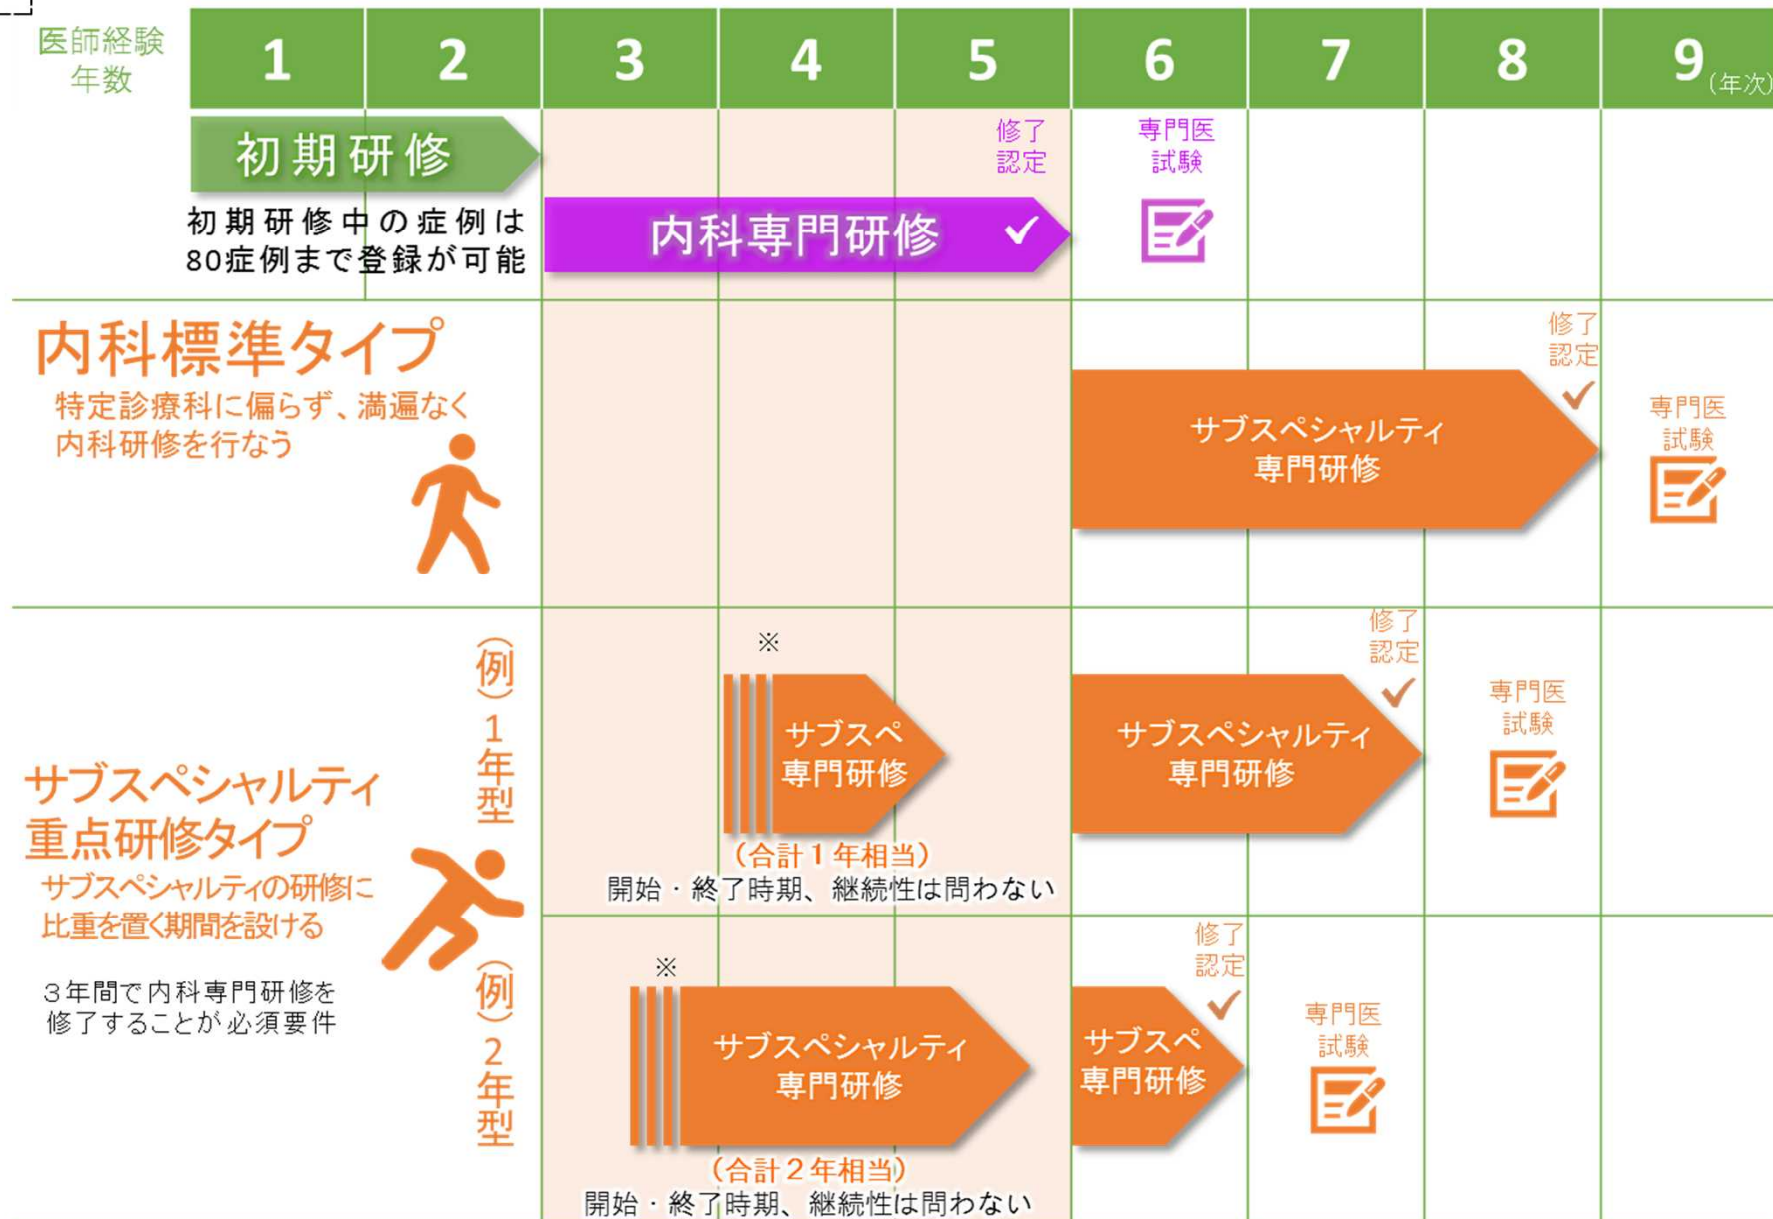 医師経験
年数
1
2
3
4
5
6
7
8
9(年次)
初期研修
初期研修中の症例は
80症例まで登録が可能
修了
認定
内科専門研修
専門医
試験
内科標準タイプ
特定診療科に偏らず、満遍なく
内科研修を行なう
サブスペシャルティ
専門研修
修了
認定
専門医
試験
サブスペシャルティ
重点研修タイプ
サブスペシャルティの研修に
比重を置く期間を設ける
3年間で内科専門研修を
修了することが必須要件
(例)1年型
※
サブスペ
専門研修
(合計1年相当)
開始・終了時期、継続性は問わない
サブスペシャルティ
専門研修
修了
認定
専門医
試験
(例)2年型
※
サブスペシャルティ
専門研修
(合計2年相当)
開始・終了時期、継続性は問わない
サブスペ
専門研修
修了
認定
専門医
試験